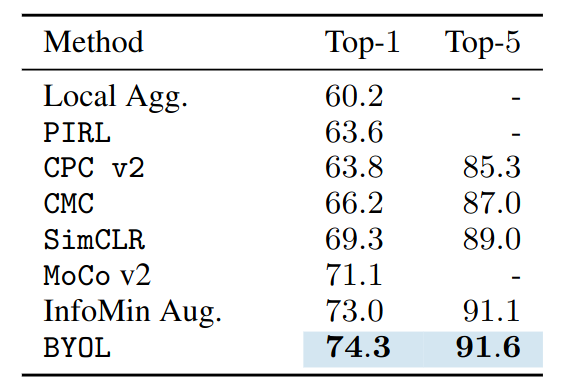 Method Top-1 Top-5
Local Agg. 60.2 -
PIRL 63.6 -
CPC v2 63.8 85.3
CMC 66.2 87.0
SimCLR 69.3 89.0
MoCo v2 71.1 -
InfoMin Aug. 73.0 91.1
BYOL 74.3 91.6